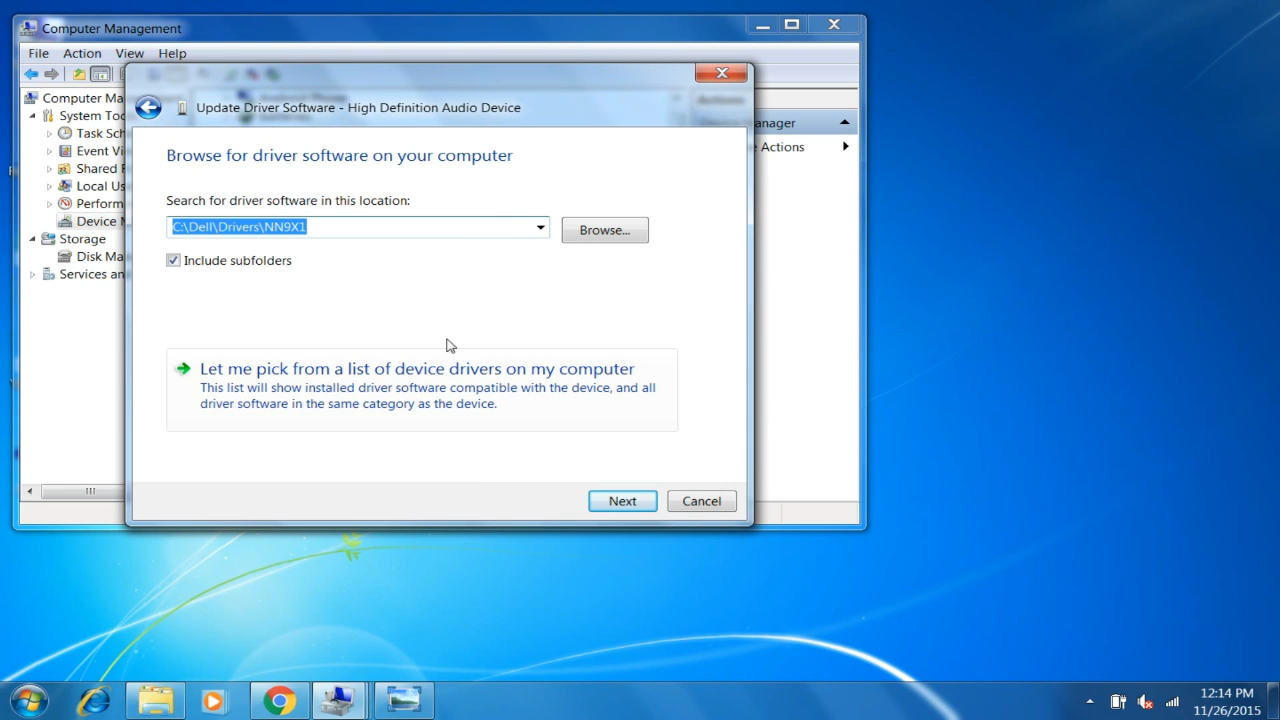 Computer Management
File Action View Help
Update Driver Software - High Definition Audio Device
Browse for driver software on your computer
Search for driver software in this location:
C:\Dell\Drivers\NN9X1
Browse...
Include subfolders
Let me pick from a list of device drivers on my computer
This list will show installed driver software compatible with the device, and all
driver software in the same category as the device.
Next Cancel
Computer Ma
System Too
Task Sch
Event Vi
Shared F
Local Us
Perform
Device M
Storage
Disk Ma
Services an
Actions
anager
e Actions
12:14 PM
11/26/2015